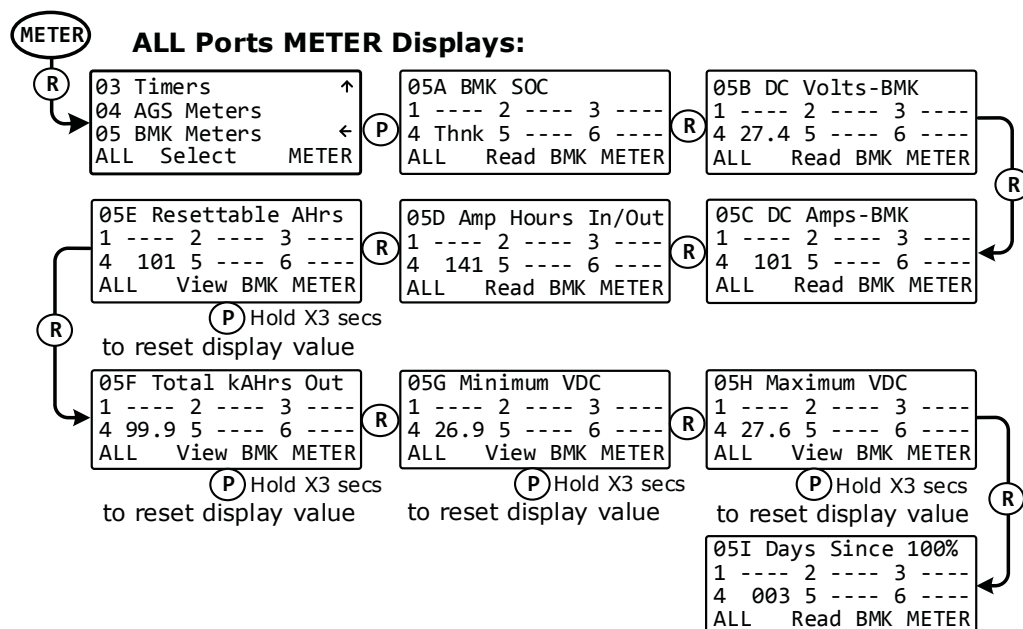 METER
ALL Ports METER Displays:
R
03 Timers ↑
04 AGS Meters
05 BMK Meters ←
ALL Select METER
P
05A BMK SOC
1 ---- 2 ---- 3 ----
4 Thnk 5 ---- 6 ----
ALL Read BMK METER
R
05B DC Volts-BMK
1 ---- 2 ---- 3 ----
4 27.4 5 ---- 6 ----
ALL Read BMK METER
R
05C DC Amps-BMK
1 ---- 2 ---- 3 ----
4 101 5 ---- 6 ----
ALL Read BMK METER
R
05D Amp Hours In/Out
1 ---- 2 ---- 3 ----
4 141 5 ---- 6 ----
ALL Read BMK METER
R
05E Resettable AHrs
1 ---- 2 ---- 3 ----
4 101 5 ---- 6 ----
ALL View BMK METER
P Hold X3 secs
to reset display value
R
05F Total kAHrs Out
1 ---- 2 ---- 3 ----
4 99.9 5 ---- 6 ----
ALL View BMK METER
P Hold X3 secs
to reset display value
R
05G Minimum VDC
1 ---- 2 ---- 3 ----
4 26.9 5 ---- 6 ----
ALL View BMK METER
P Hold X3 secs
to reset display value
R
05H Maximum VDC
1 ---- 2 ---- 3 ----
4 27.6 5 ---- 6 ----
ALL View BMK METER
P Hold X3 secs
to reset display value
R
05I Days Since 100%
1 ---- 2 ---- 3 ----
4 003 5 ---- 6 ----
ALL Read BMK METER